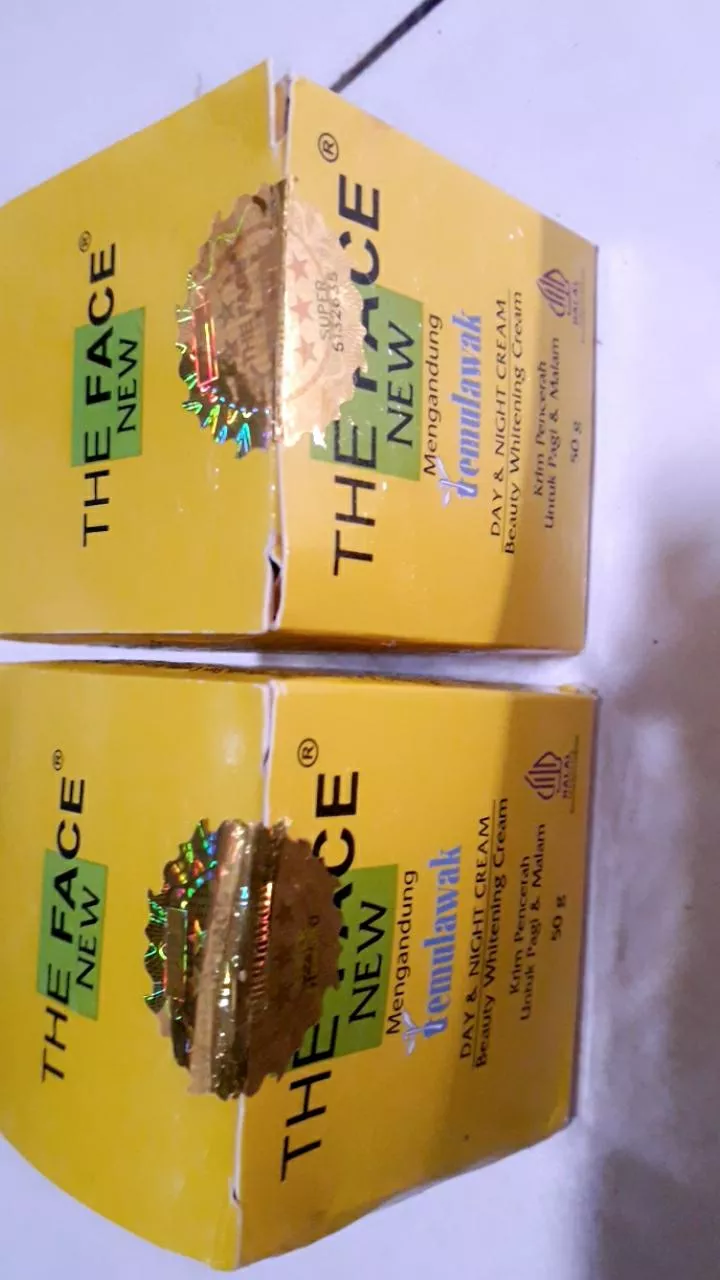 THE FACE®
NEW
THE FACE®
NEW
SUPER
Mengandung
temulawak
DAY & NIGHT CREAM
Beauty Whitening Cream
Krim Pencerah
Untuk Pagi & Malam
50 g
HALAL
THE FACE®
NEW
THE FACE®
NEW
Mengandung
temulawak
DAY & NIGHT CREAM
Beauty Whitening Cream
Krim Pencerah
Untuk Pagi & Malam
50 g
HALAL